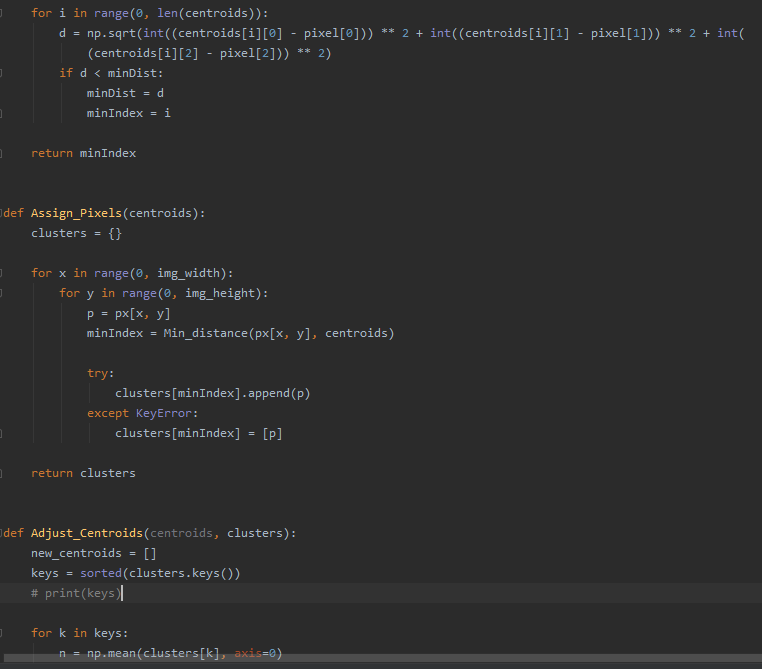 for i in range(0, len(centroids)):
d = np.sqrt(int((centroids[i][0] - pixel[0])) ** 2 + int((centroids[i][1] - pixel[1])) ** 2 + int(
(centroids[i][2] - pixel[2])) ** 2)
if d < minDist:
minDist = d
minIndex = i
return minIndex
def Assign_Pixels(centroids):
clusters = {}
for x in range(0, img_width):
for y in range(0, img_height):
p = px[x, y]
minIndex = Min_distance(px[x, y], centroids)
try:
clusters[minIndex].append(p)
except KeyError:
clusters[minIndex] = [p]
return clusters
def Adjust_Centroids(centroids, clusters):
new_centroids = []
keys = sorted(clusters.keys())
# print(keys)
for k in keys:
n = np.mean(clusters[k], axis=0)